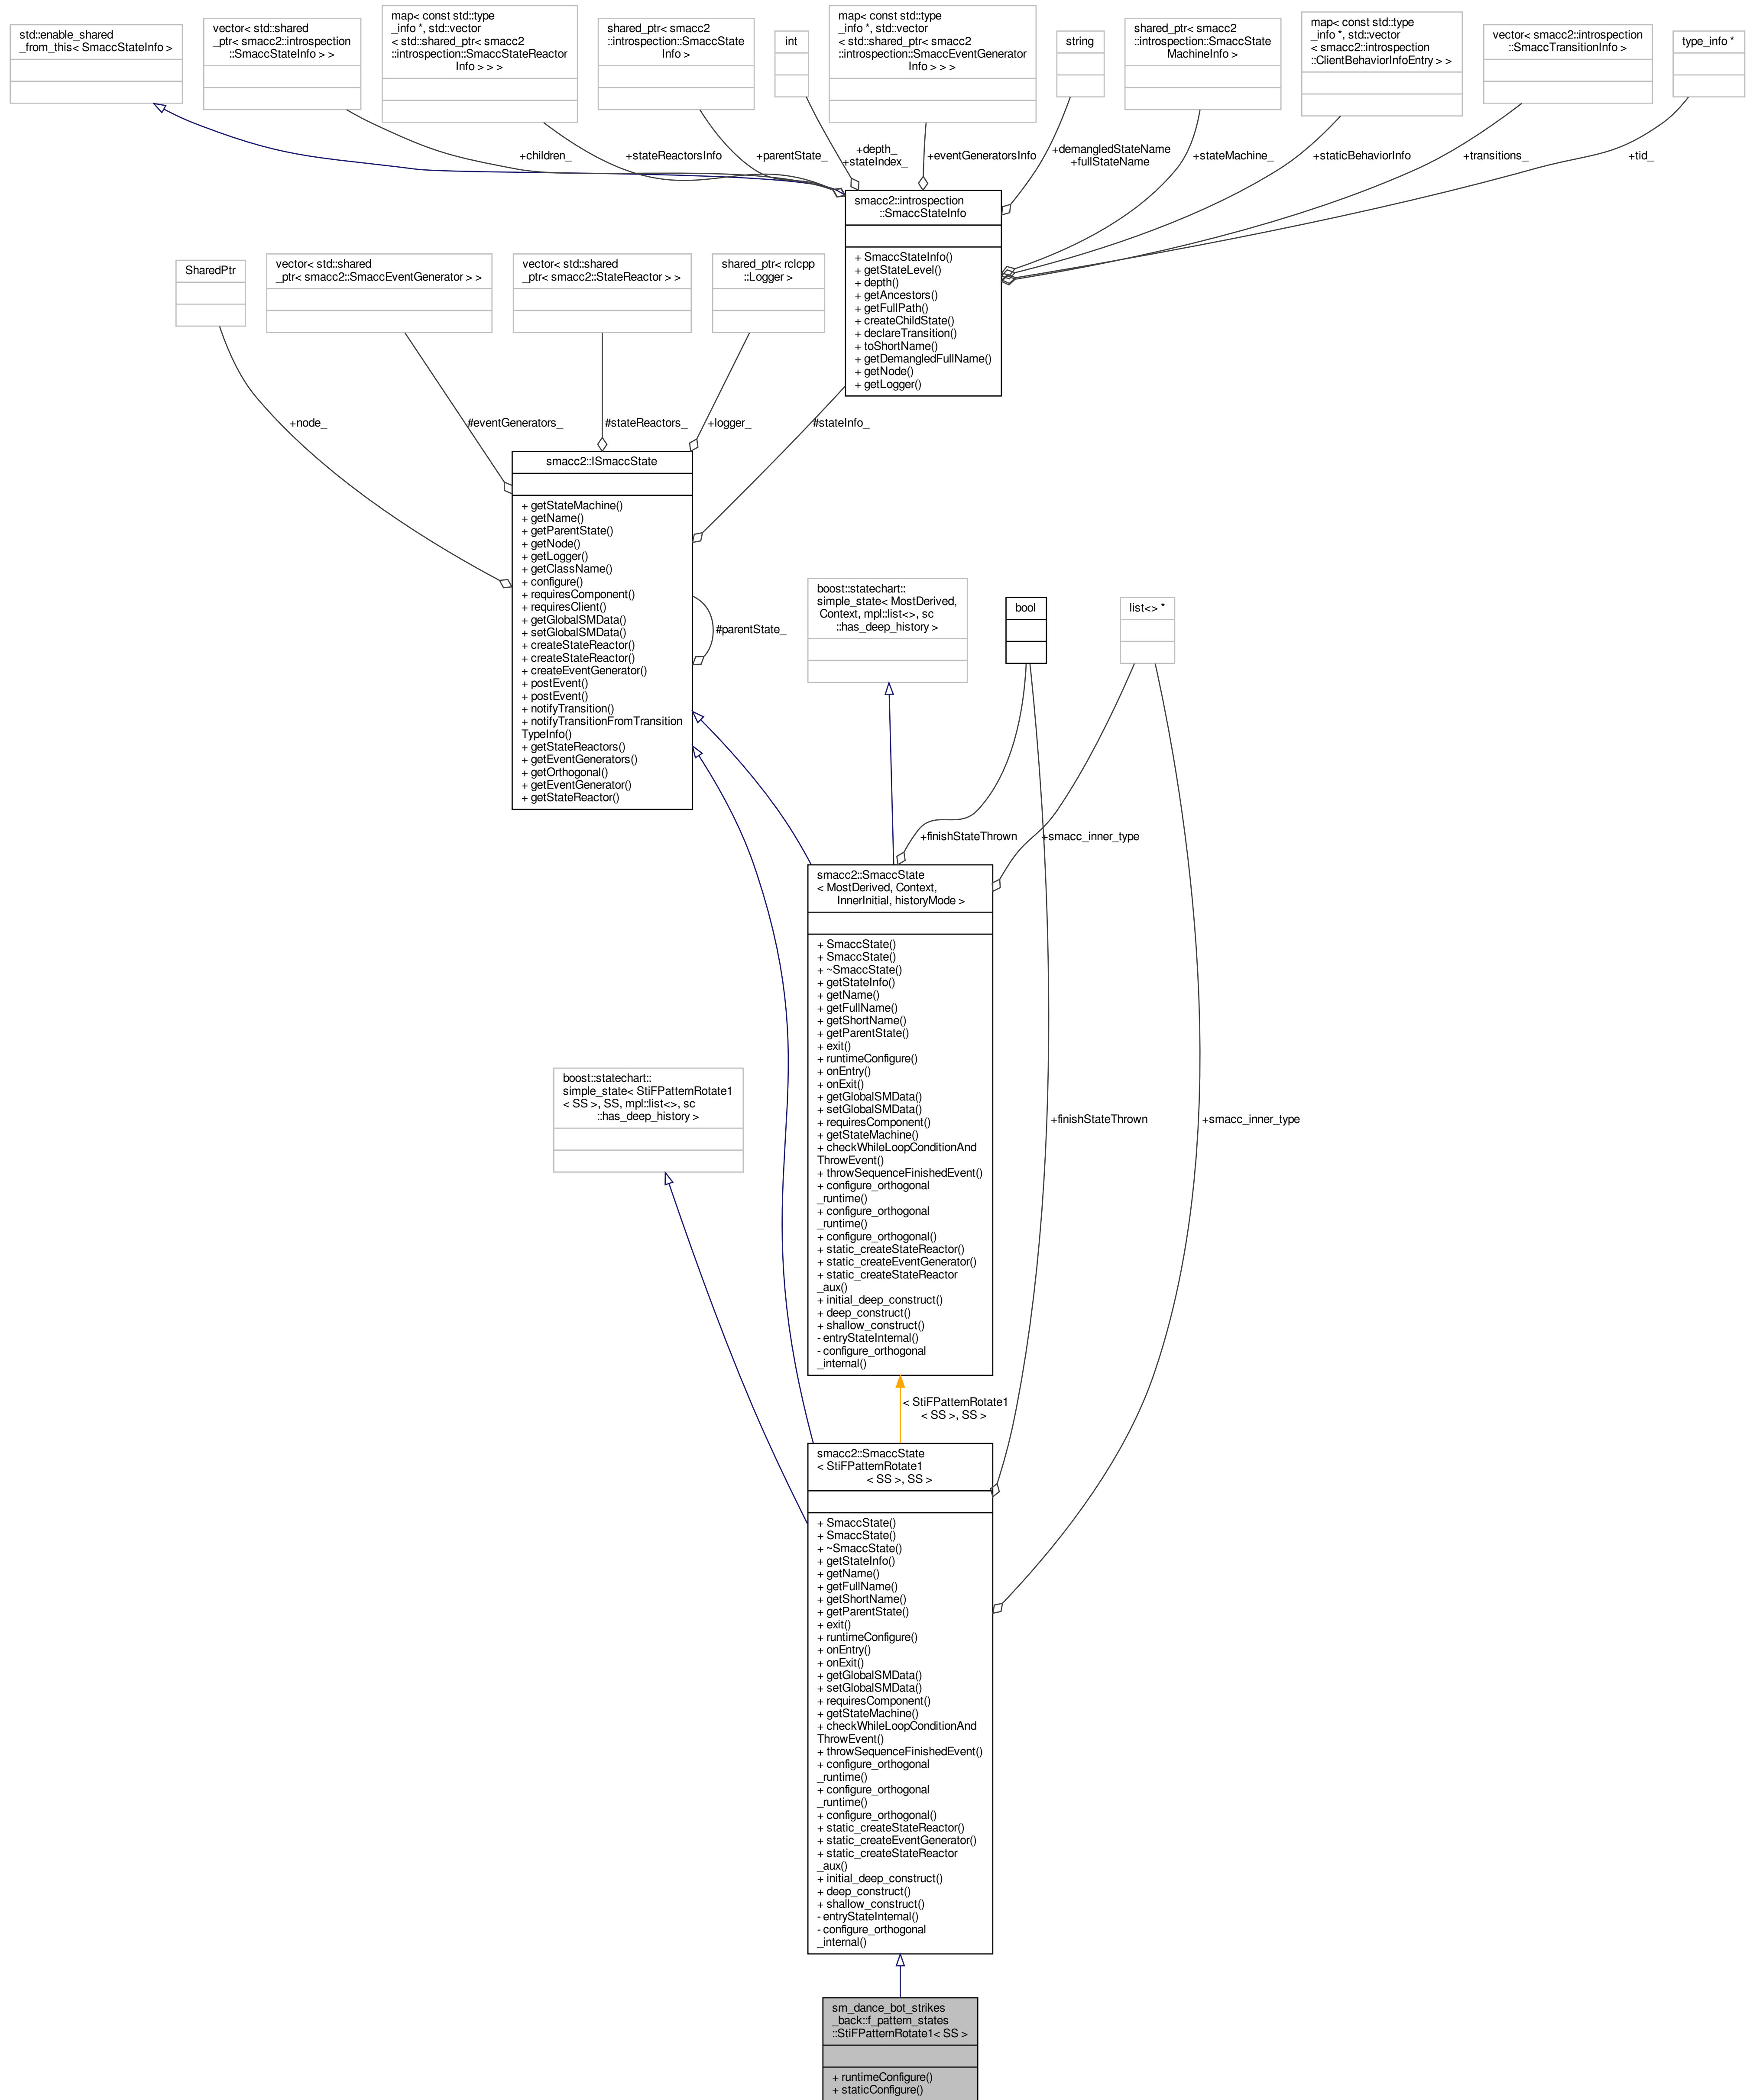 std::enable_shared
_from_this< SmaccStateInfo >
vector< std::shared
_ptr< smacc2::introspection
::SmaccStateInfo > >
map< const std::type
_info *, std::vector
< std::shared_ptr< smacc2
::introspection::SmaccStateReactor
Info > > >
shared_ptr< smacc2
::introspection::SmaccState
Info >
int
map< const std::type
_info *, std::vector
< std::shared_ptr< smacc2
::introspection::SmaccEventGenerator
Info > > >
string
shared_ptr< smacc2
::introspection::SmaccState
MachineInfo >
map< const std::type
_info *, std::vector
< smacc2::introspection
::ClientBehaviorInfoEntry > >
vector< smacc2::introspection
::SmaccTransitionInfo >
type_info *
+children_
+stateReactorsInfo
+parentState_
+depth_
+stateIndex_
+eventGeneratorsInfo
+demangledStateName
+fullStateName
+stateMachine_
+staticBehaviorInfo
+transitions_
+tid_
smacc2::introspection
::SmaccStateInfo
+ SmaccStateInfo()
+ getStateLevel()
+ depth()
+ getAncestors()
+ getFullPath()
+ createChildState()
+ declareTransition()
+ toShortName()
+ getDemangledFullName()
+ getNode()
+ getLogger()
SharedPtr
vector< std::shared
_ptr< smacc2::SmaccEventGenerator > >
vector< std::shared
_ptr< smacc2::StateReactor > >
shared_ptr< rclcpp
::Logger >
+node_
#eventGenerators_
#stateReactors_
+logger_
#stateInfo_
smacc2::ISmaccState
+ getStateMachine()
+ getName()
+ getParentState()
+ getNode()
+ getLogger()
+ getClassName()
+ configure()
+ requiresComponent()
+ requiresClient()
+ getGlobalSMData()
+ setGlobalSMData()
+ createStateReactor()
+ createStateReactor()
+ createEventGenerator()
+ postEvent()
+ postEvent()
+ notifyTransition()
+ notifyTransitionFromTransition
TypeInfo()
+ getStateReactors()
+ getEventGenerators()
+ getOrthogonal()
+ getEventGenerator()
+ getStateReactor()
#parentState_
boost::statechart::
simple_state< MostDerived,
Context, mpl::list<>, sc
::has_deep_history >
bool
list<> *
+finishStateThrown
+smacc_inner_type
smacc2::SmaccState
< MostDerived, Context,
InnerInitial, historyMode >
+ SmaccState()
+ SmaccState()
+ ~SmaccState()
+ getStateInfo()
+ getName()
+ getFullName()
+ getShortName()
+ getParentState()
+ exit()
+ runtimeConfigure()
+ onEntry()
+ onExit()
+ getGlobalSMData()
+ setGlobalSMData()
+ requiresComponent()
+ getStateMachine()
+ checkWhileLoopConditionAnd
ThrowEvent()
+ throwSequenceFinishedEvent()
+ configure_orthogonal
_runtime()
+ configure_orthogonal
_runtime()
+ configure_orthogonal()
+ static_createStateReactor()
+ static_createEventGenerator()
+ static_createStateReactor
_aux()
+ initial_deep_construct()
+ deep_construct()
+ shallow_construct()
- entryStateInternal()
- configure_orthogonal
_internal()
boost::statechart::
simple_state< StiFPatternRotate1
< SS >, SS, mpl::list<>, sc
::has_deep_history >
+finishStateThrown
+smacc_inner_type
< StiFPatternRotate1
< SS >, SS >
smacc2::SmaccState
< StiFPatternRotate1
< SS >, SS >
+ SmaccState()
+ SmaccState()
+ ~SmaccState()
+ getStateInfo()
+ getName()
+ getFullName()
+ getShortName()
+ getParentState()
+ exit()
+ runtimeConfigure()
+ onEntry()
+ onExit()
+ getGlobalSMData()
+ setGlobalSMData()
+ requiresComponent()
+ getStateMachine()
+ checkWhileLoopConditionAnd
ThrowEvent()
+ throwSequenceFinishedEvent()
+ configure_orthogonal
_runtime()
+ configure_orthogonal
_runtime()
+ configure_orthogonal()
+ static_createStateReactor()
+ static_createEventGenerator()
+ static_createStateReactor
_aux()
+ initial_deep_construct()
+ deep_construct()
+ shallow_construct()
- entryStateInternal()
- configure_orthogonal
_internal()
sm_dance_bot_strikes
_back::f_pattern_states
::StiFPatternRotate1< SS >
+ runtimeConfigure()
+ staticConfigure()